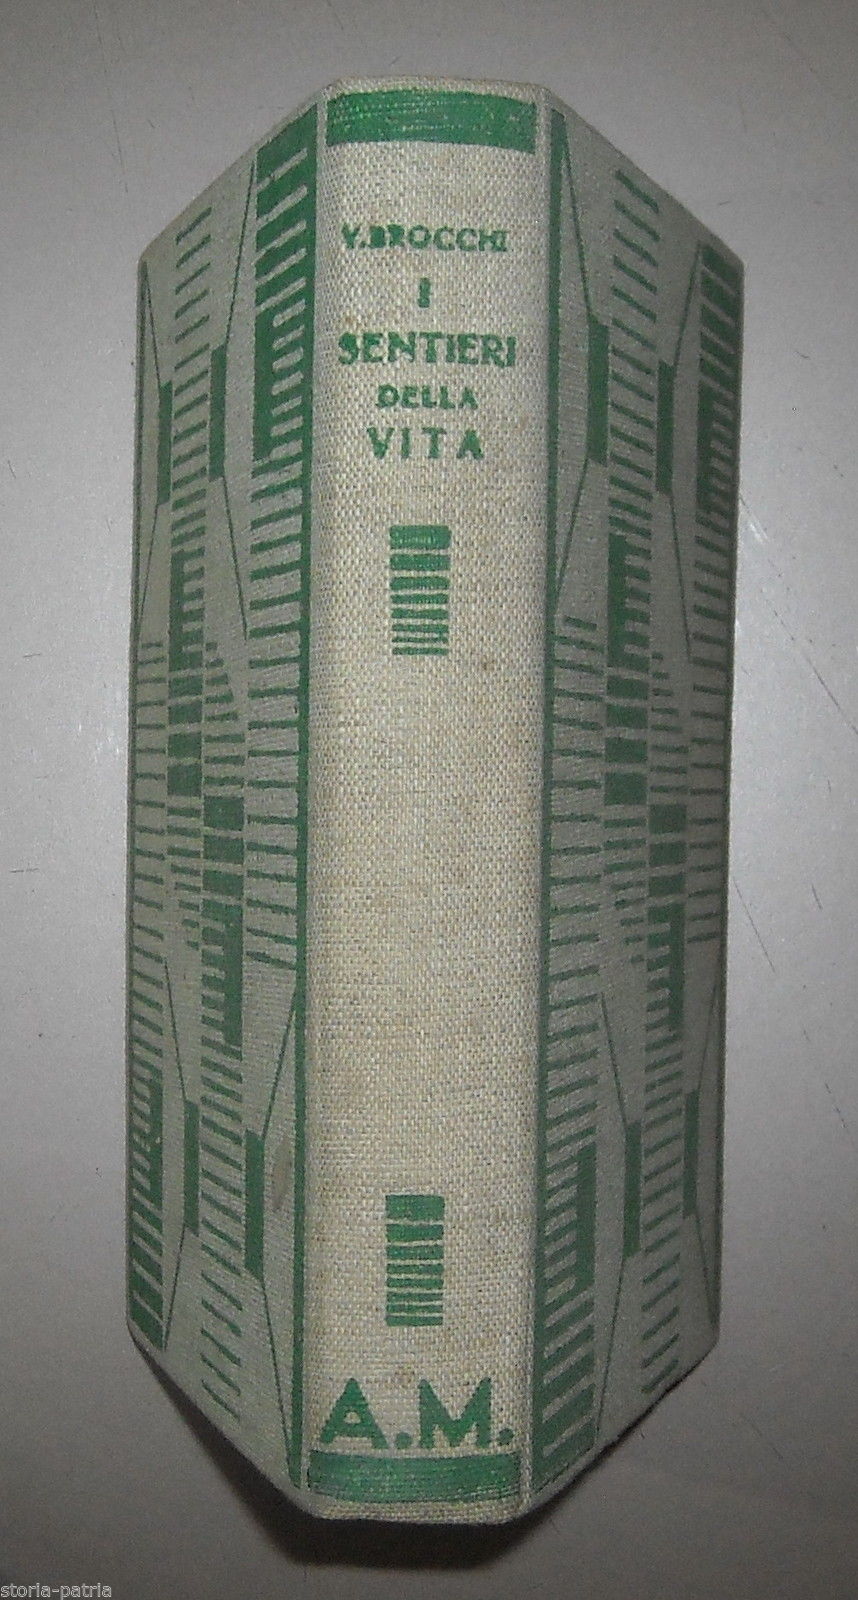 V. BROCCHI
I
SENTIERI
DELLA
VITA
A.M.
storia-patria